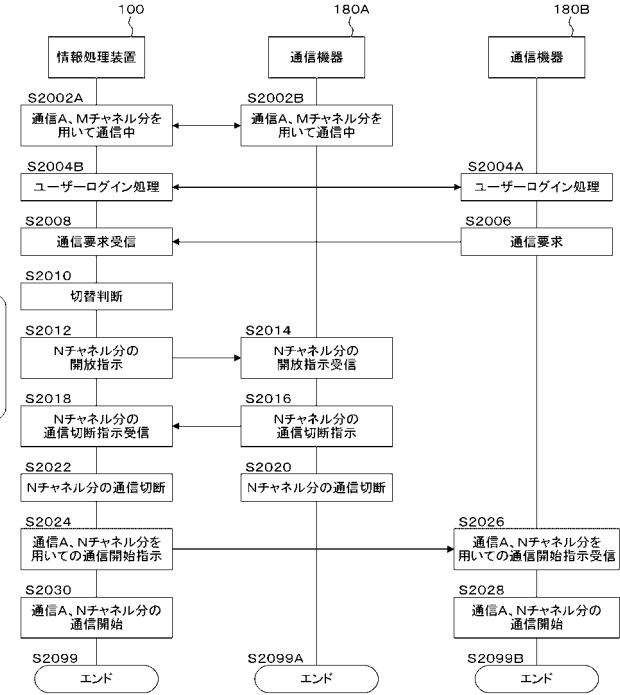 100
180A
180B
情報処理装置
通信機器
通信機器
S2002A
S2002B
通信A、Mチャネル分を
用いて通信中
通信A、Mチャネル分を
用いて通信中
S2004B
S2004A
ユーザーログイン処理
ユーザーログイン処理
S2008
S2006
通信要求受信
通信要求
S2010
切替判断
S2012
S2014
Nチャネル分の
開放指示
Nチャネル分の
開放指示受信
S2018
S2016
Nチャネル分の
通信切断指示受信
Nチャネル分の
通信切断指示
S2022
S2020
Nチャネル分の通信切断
Nチャネル分の通信切断
S2024
S2026
通信A、Nチャネル分を
用いての通信開始指示
通信A、Nチャネル分を
用いての通信開始指示受信
S2030
S2028
通信A、Nチャネル分の
通信開始
通信A、Nチャネル分の
通信開始
S2099
S2099A
S2099B
エンド
エンド
エンド